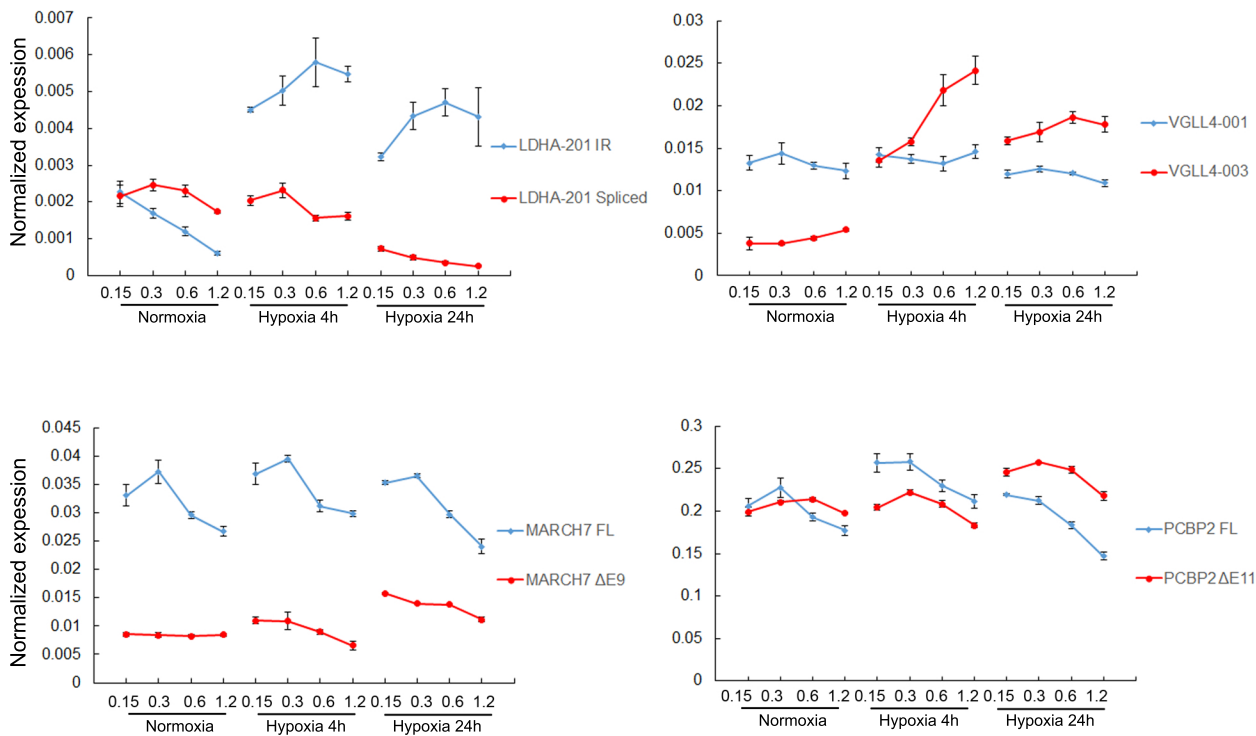 Normalized expession
0.007
0.006
0.005
0.004
0.003
0.002
0.001
0
0.15 0.3 0.6 1.2 0.15 0.3 0.6 1.2 0.15 0.3 0.6 1.2
Normoxia Hypoxia 4h Hypoxia 24h
LDHA-201 IR
LDHA-201 Spliced
0.03
0.025
0.02
0.015
0.01
0.005
0
0.15 0.3 0.6 1.2 0.15 0.3 0.6 1.2 0.15 0.3 0.6 1.2
Normoxia Hypoxia 4h Hypoxia 24h
VGLL4-001
VGLL4-003
Normalized expession
0.045
0.04
0.035
0.03
0.025
0.02
0.015
0.01
0.005
0
0.15 0.3 0.6 1.2 0.15 0.3 0.6 1.2 0.15 0.3 0.6 1.2
Normoxia Hypoxia 4h Hypoxia 24h
MARCH7 FL
MARCH7 ΔE9
0.3
0.25
0.2
0.15
0.1
0.05
0
0.15 0.3 0.6 1.2 0.15 0.3 0.6 1.2 0.15 0.3 0.6 1.2
Normoxia Hypoxia 4h Hypoxia 24h
PCBP2 FL
PCBP2 ΔE11